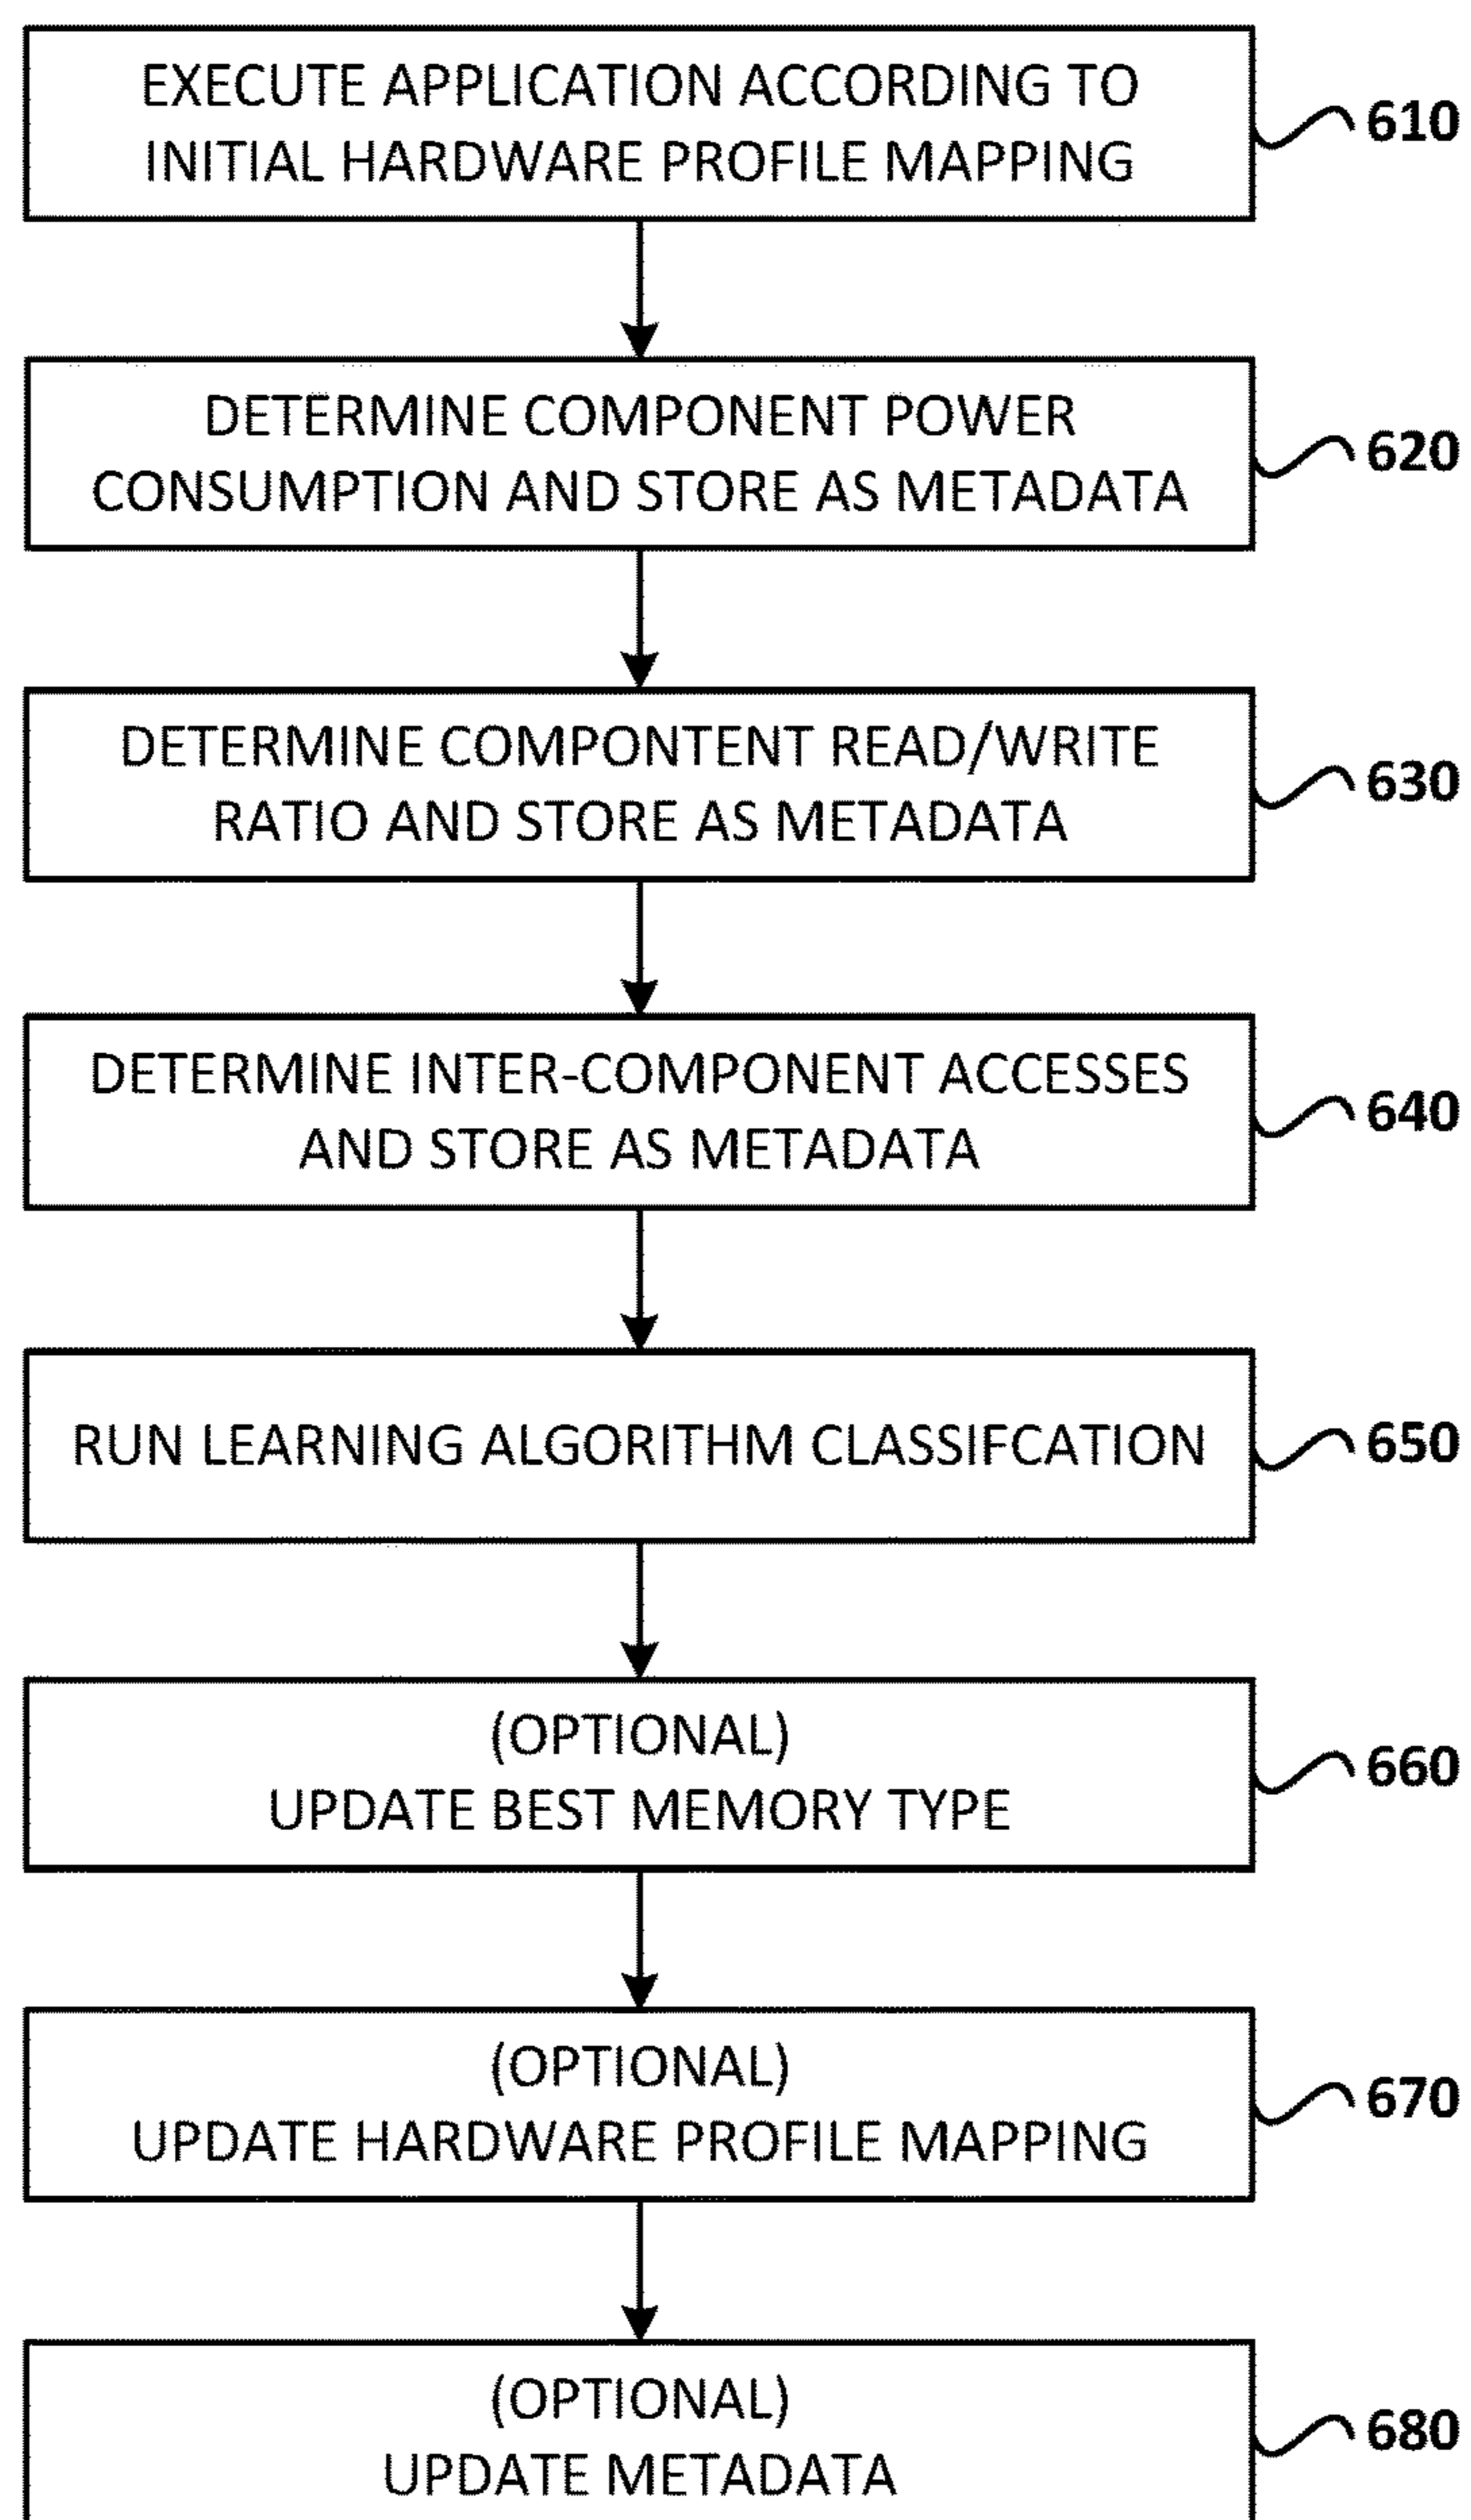 EXECUTE APPLICATION ACCORDING TO
INITIAL HARDWARE PROFILE MAPPING
610
DETERMINE COMPONENT POWER
CONSUMPTION AND STORE AS METADATA
620
DETERMINE COMPONTENT READ/WRITE
RATIO AND STORE AS METADATA
630
DETERMINE INTER-COMPONENT ACCESSES
AND STORE AS METADATA
640
RUN LEARNING ALGORITHM CLASSIFCATION
650
(OPTIONAL)
UPDATE BEST MEMORY TYPE
660
(OPTIONAL)
UPDATE HARDWARE PROFILE MAPPING
670
(OPTIONAL)
UPDATE METADATA
680